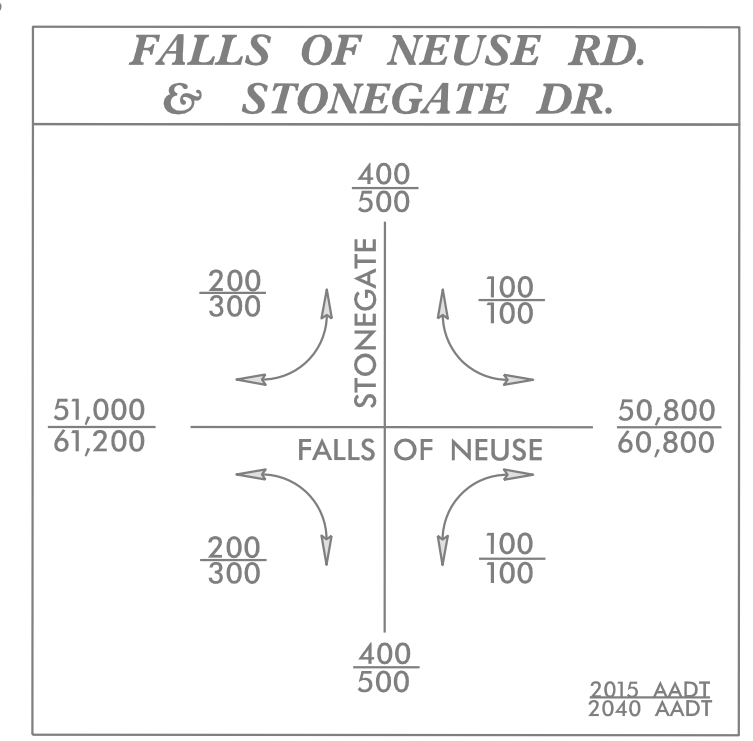 FALLS OF NEUSE RD.
& STONEGATE DR.
400
500
STONEGATE
200
300
100
100
51,000
61,200
50,800
60,800
FALLS OF NEUSE
200
300
100
100
400
500
2015 AADT
2040 AADT